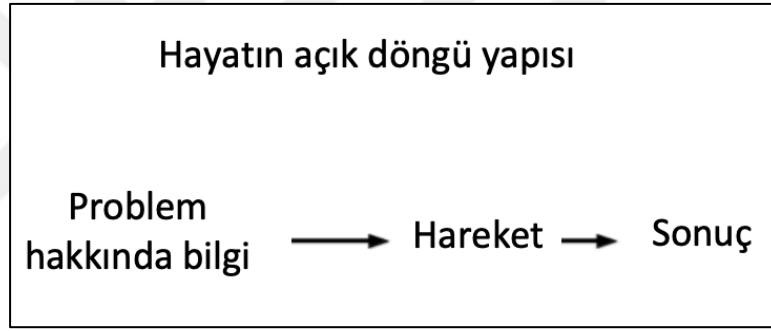 Hayatın açık döngü yapısı
Problem
hakkında bilgi
Hareket
Sonuç